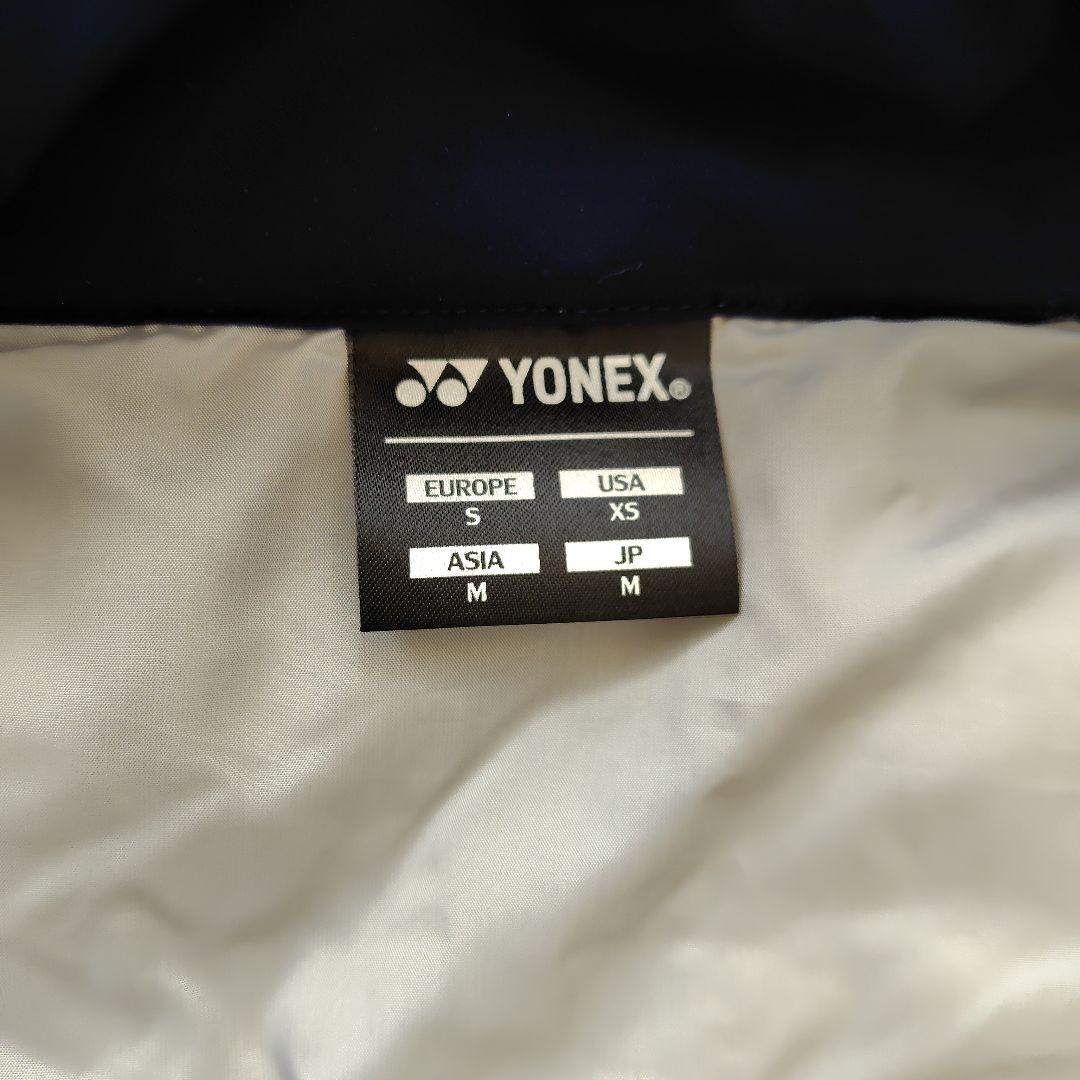 YONEX®
EUROPE USA
S XS
ASIA JP
M M